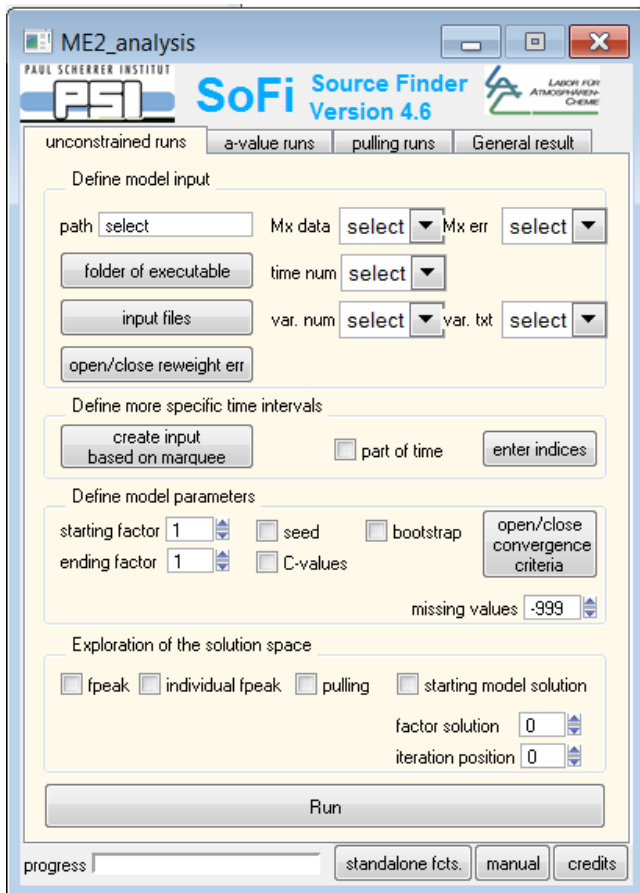 ME2_analysis
PAUL SCHERRER INSTITUT
PSI
SoFi Source Finder
Version 4.6
LABOR FÜR
ATMOSPHÄREN-
CHEMIE
unconstrained runs a-value runs pulling runs General result
Define model input
path select Mx data select Mx err select
folder of executable time num select
input files var. num select var. txt select
open/close reweight err
Define more specific time intervals
create input
based on marquee
part of time enter indices
Define model parameters
starting factor 1 seed bootstrap
open/close
convergence
criteria
ending factor 1 C-values
missing values -999
Exploration of the solution space
fpeak individual fpeak pulling starting model solution
factor solution 0
iteration position 0
Run
progress standalone fcts. manual credits